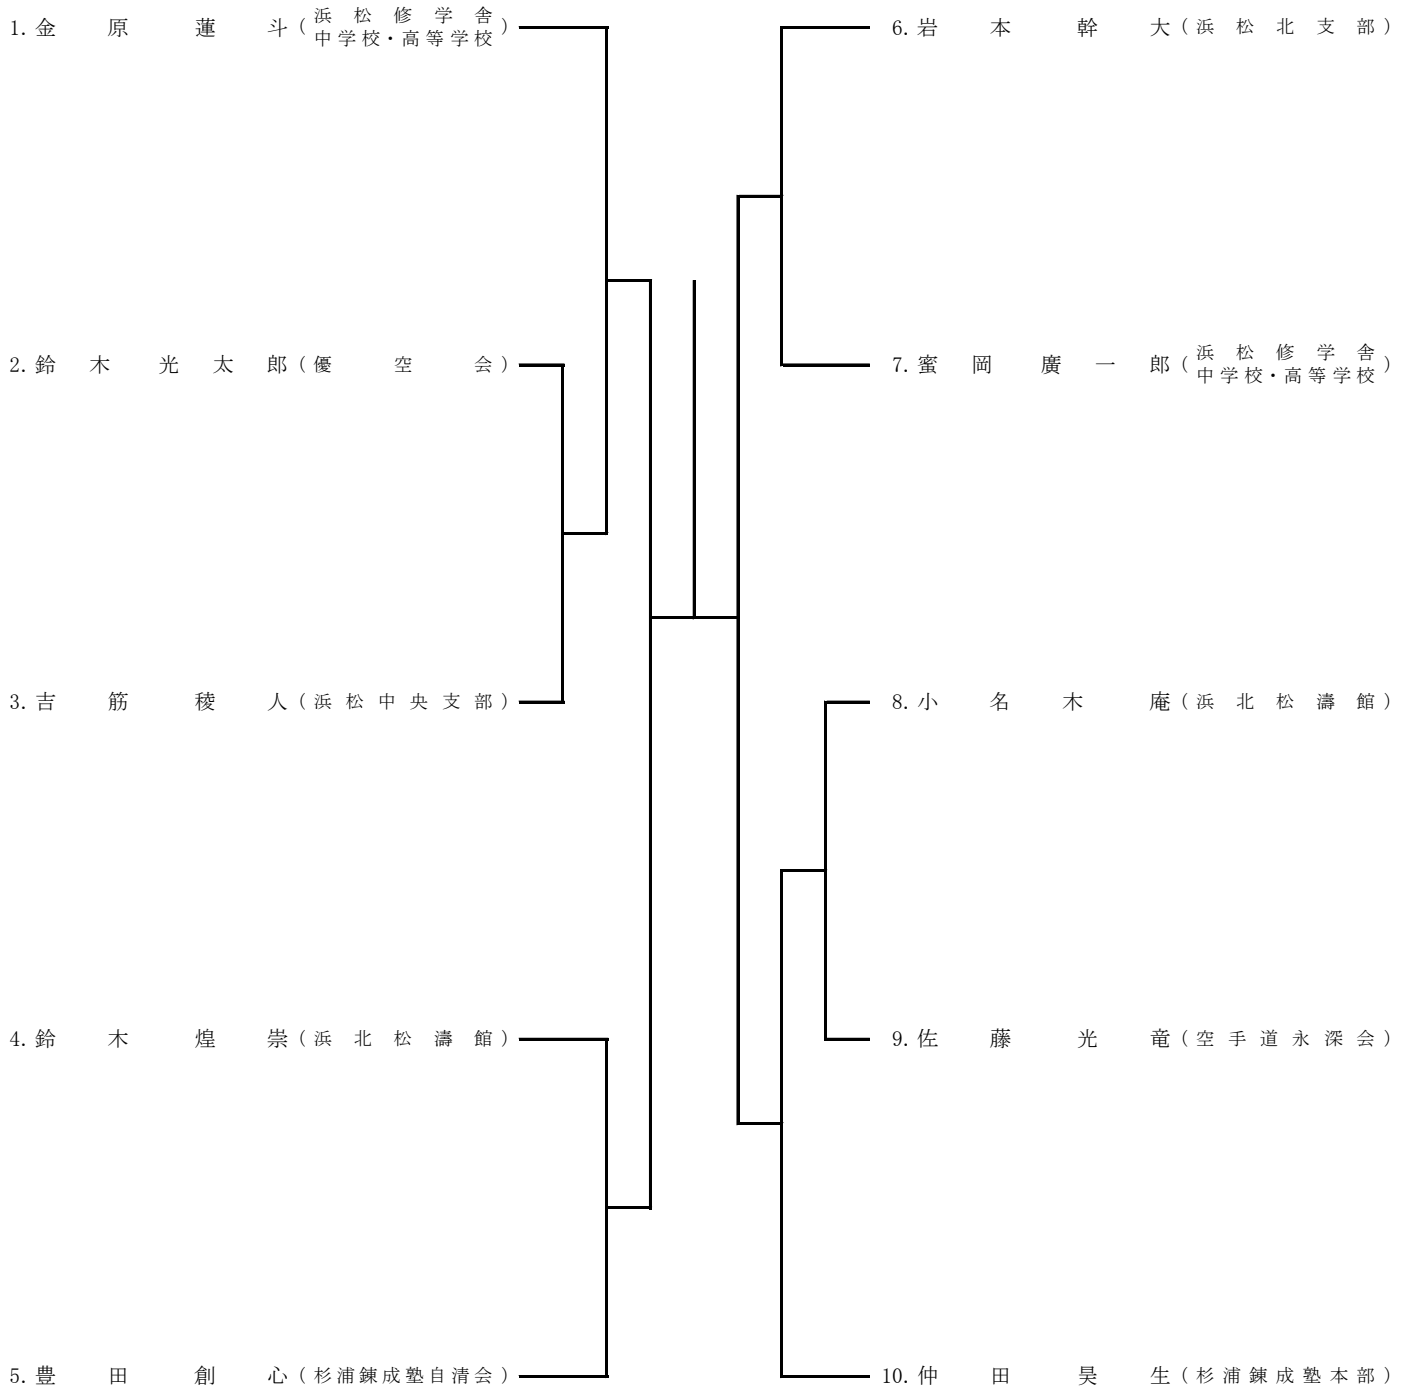 1. 金原蓮斗 (浜松修学舎
中学校・高等学校)
2. 鈴木光太郎 (優空会)
3. 吉筋稜人 (浜松中央支部)
4. 鈴木煌崇 (浜北松濤館)
5. 豊田創心 (杉浦錬成塾自清会)
6. 岩本幹大 (浜松北支部)
7. 蜜岡廣一郎 (浜松修学舎
中学校・高等学校)
8. 小名木庵 (浜北松濤館)
9. 佐藤光竜 (空手道永深会)
10. 仲田昊生 (杉浦錬成塾本部)